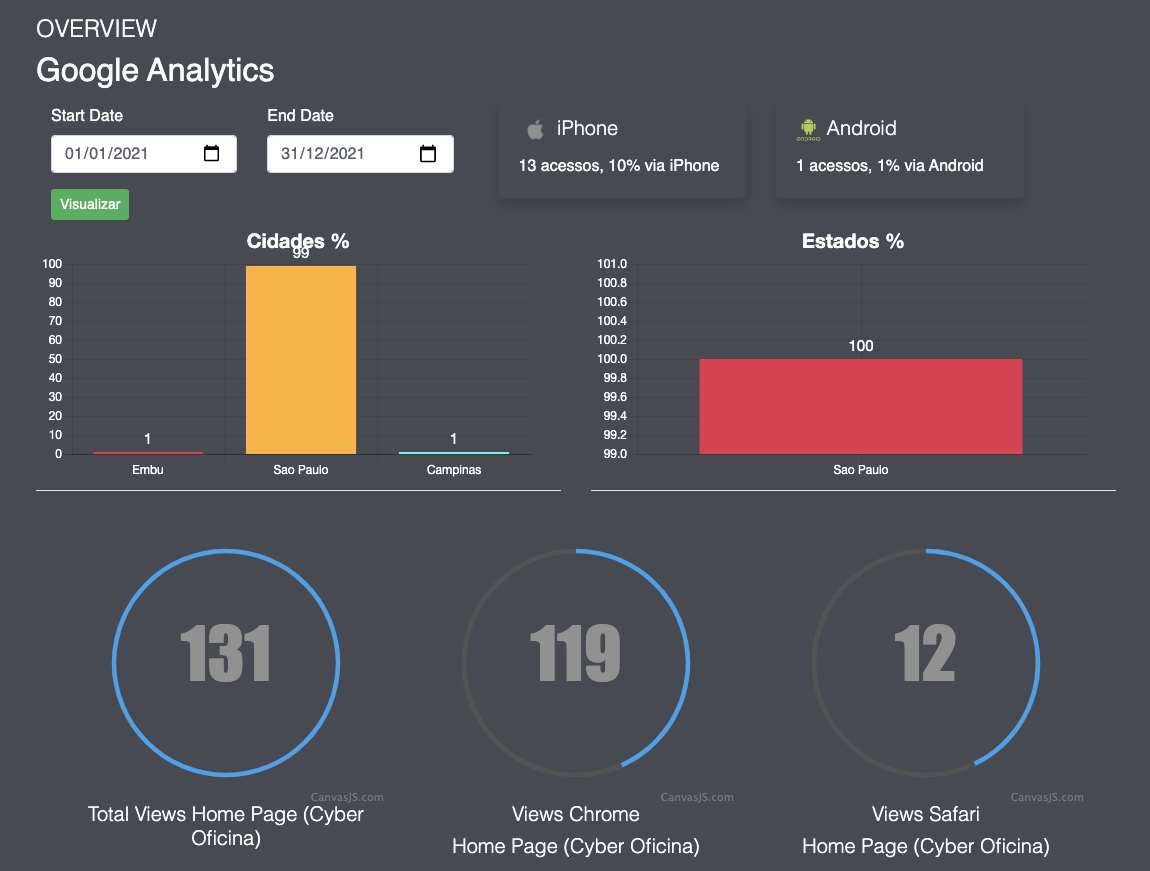 OVERVIEW
Google Analytics
Start Date
End Date
01/01/2021
31/12/2021
Visualizar
iPhone
13 acessos, 10% via iPhone
Android
ANDROID
1 acessos, 1% via Android
Cidades %
99
100
90
80
70
60
50
40
30
20
10
0
1
1
Embu
Sao Paulo
Campinas
Estados %
101.0
100.8
100.6
100.4
100.2
100.0
99.8
99.6
99.4
99.2
99.0
100
Sao Paulo
131
CanvasJS.com
Total Views Home Page (Cyber
Oficina)
119
CanvasJS.com
Views Chrome
Home Page (Cyber Oficina)
12
CanvasJS.com
Views Safari
Home Page (Cyber Oficina)